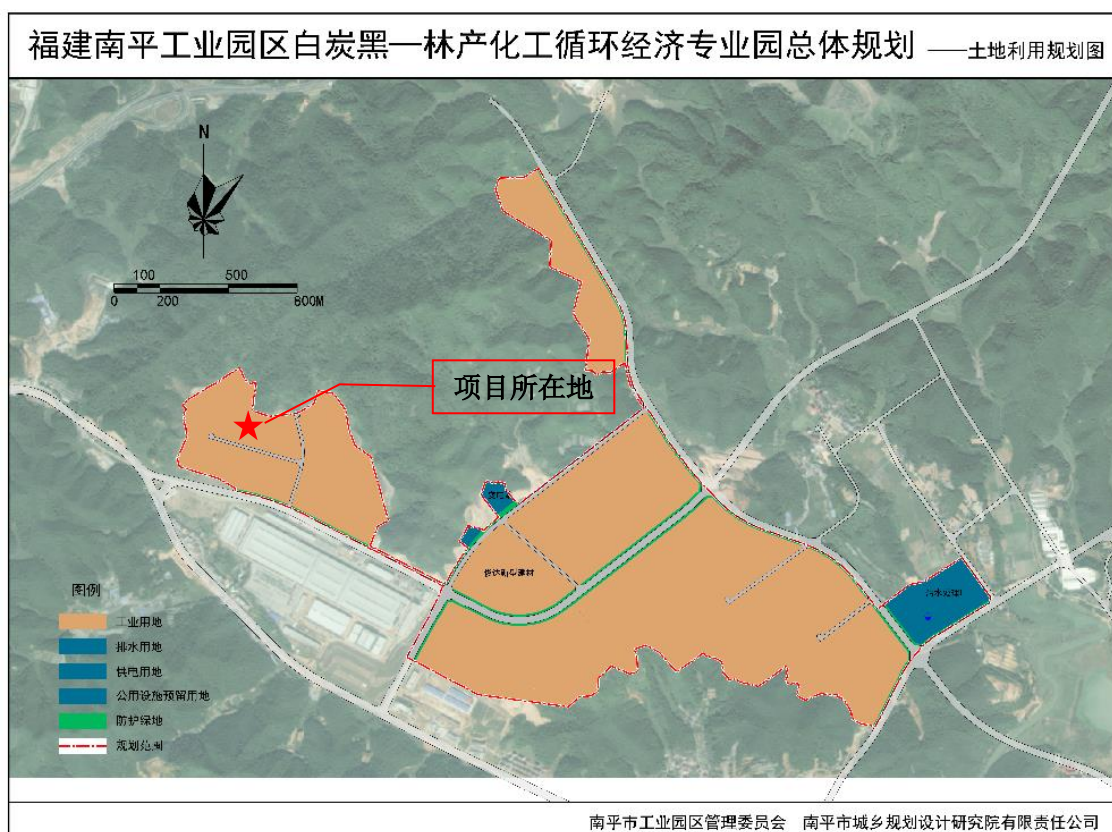 福建南平工业园区白炭黑—林产化工循环经济专业园总体规划 ——土地利用规划图
N
100 500
0 200 800M
项目所在地
图例
工业用地
排水用地
供电用地
公用设施预留用地
防护绿地
规划范围
南平市工业园区管理委员会 南平市城乡规划设计研究院有限责任公司